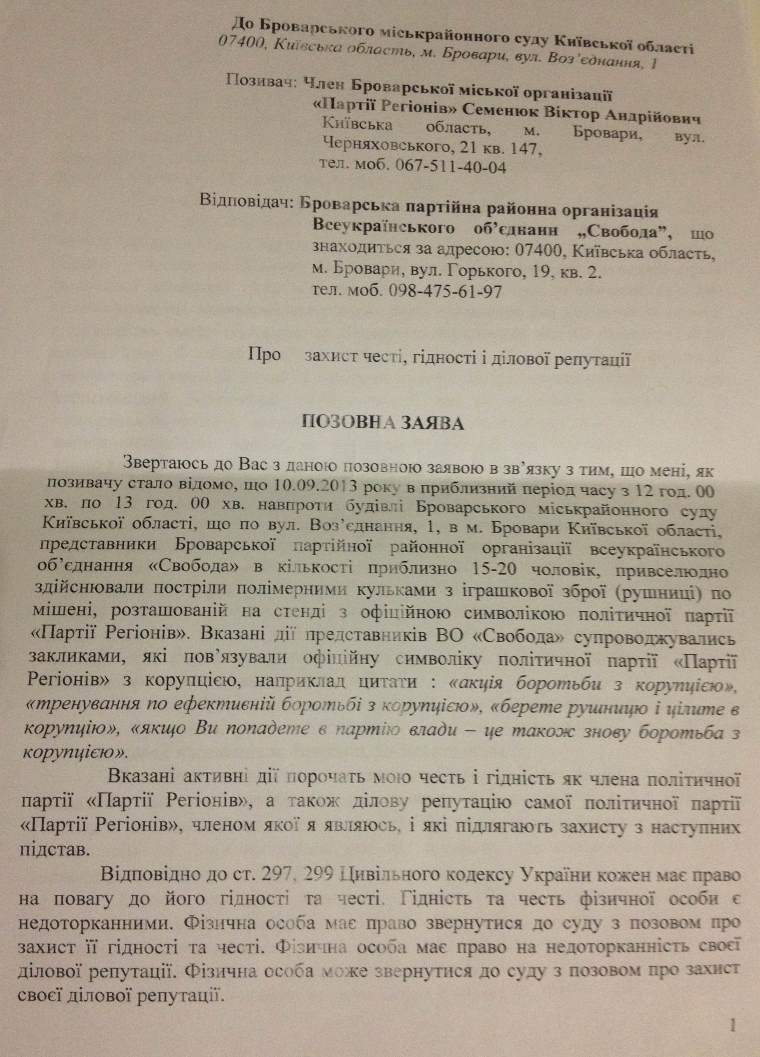 До Броварського міськрайонного суду Київської області
07400, Київська область, м. Бровари, вул. Воз’єднання, 1
Позивач: Член Броварської міської організації
«Партії Регіонів» Семенюк Віктор Андрійович
Київська область, м. Бровари, вул.
Черняховського, 21 кв. 147,
тел. моб. 067-511-40-04
Відповідач: Броварська партійна районна організація
Всеукраїнського об’єднанн „Свобода”, що
знаходиться за адресою: 07400, Київська область,
м. Бровари, вул. Горького, 19, кв. 2.
тел. моб. 098-475-61-97
Про захист честі, гідності і ділової репутації
ПОЗОВНА ЗАЯВА
Звертаюсь до Вас з даною позовною заявою в зв’язку з тим, що мені, як
позивачу стало відомо, що 10.09.2013 року в приблизний період часу з 12 год. 00
хв. по 13 год. 00 хв. навпроти будівлі Броварського міськрайонного суду
Київської області, що по вул. Воз’єднання, 1, в м. Бровари Київської області,
представники Броварської партійної районної організації всеукраїнського
об’єднання «Свобода» в кількості приблизно 15-20 чоловік, привселюдно
здійснювали постріли полімерними кульками з іграшкової зброї (рушниці) по
мішені, розташованій на стенді з офіційною символікою політичної партії
«Партії Регіонів». Вказані дії представників ВО «Свобода» супроводжувались
закликами, які пов’язували офіційну символіку політичної партії «Партії
Регіонів» з корупцією, наприклад цитати : «акція боротьби з корупцією»,
«тренування по ефективній боротьбі з корупцією», «берете рушницю і цілите в
корупцію», «якщо Ви попадете в партію влади – це також знову боротьба з
корупцією».
Вказані активні дії порочать мою честь і гідність як члена політичної
партії «Партії Регіонів», а також ділову репутацію самої політичної партії
«Партії Регіонів», членом якої я являюсь, і які підлягають захисту з наступних
підстав.
Відповідно до ст. 297, 299 Цивільного кодексу України кожен має право
на повагу до його гідності та честі. Гідність та честь фізичної особи є
недоторканними. Фізична особа має право звернутися до суду з позовом про
захист її гідності та честі. Фізична особа має право на недоторканність своєї
ділової репутації. Фізична особа може звернутися до суду з позовом про захист
своєї ділової репутації.
1